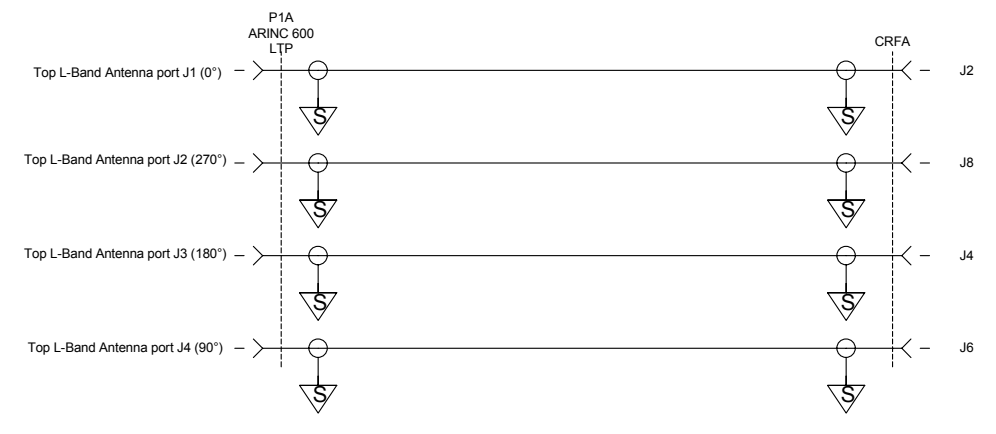 P1A
ARINC 600
LTP
CRFA
Top L-Band Antenna port J1 (0°)
J2
S
S
Top L-Band Antenna port J2 (270°)
J8
S
S
Top L-Band Antenna port J3 (180°)
J4
S
S
Top L-Band Antenna port J4 (90°)
J6
S
S